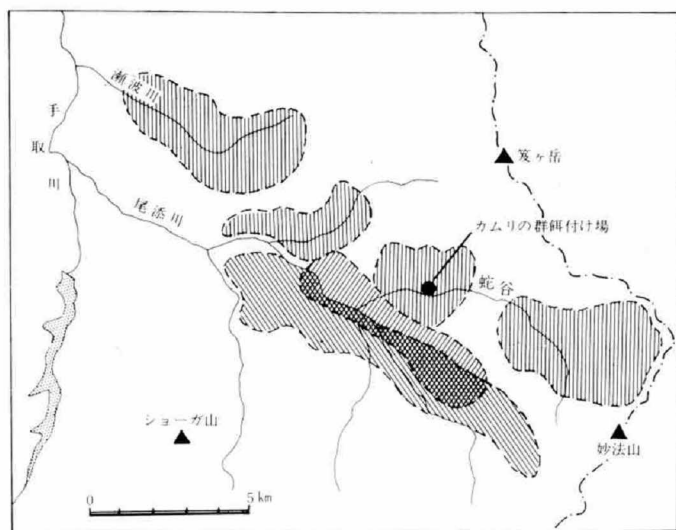 瀬波川
手取川
笈ヶ岳
尾添川
カムリの群餌付け場
蛇谷
ショーガ山
妙法山
0 5 km